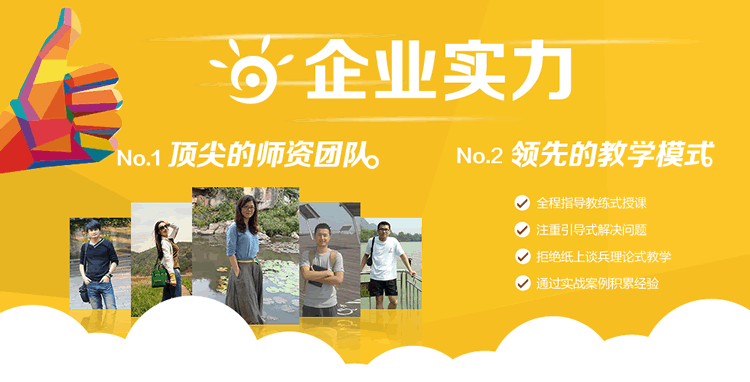 企业实力
No.1 顶尖的师资团队
No.2 领先的教学模式
全程指导教练式授课
注重引导式解决问题
拒绝纸上谈兵理论式教学
通过实战案例积累经验